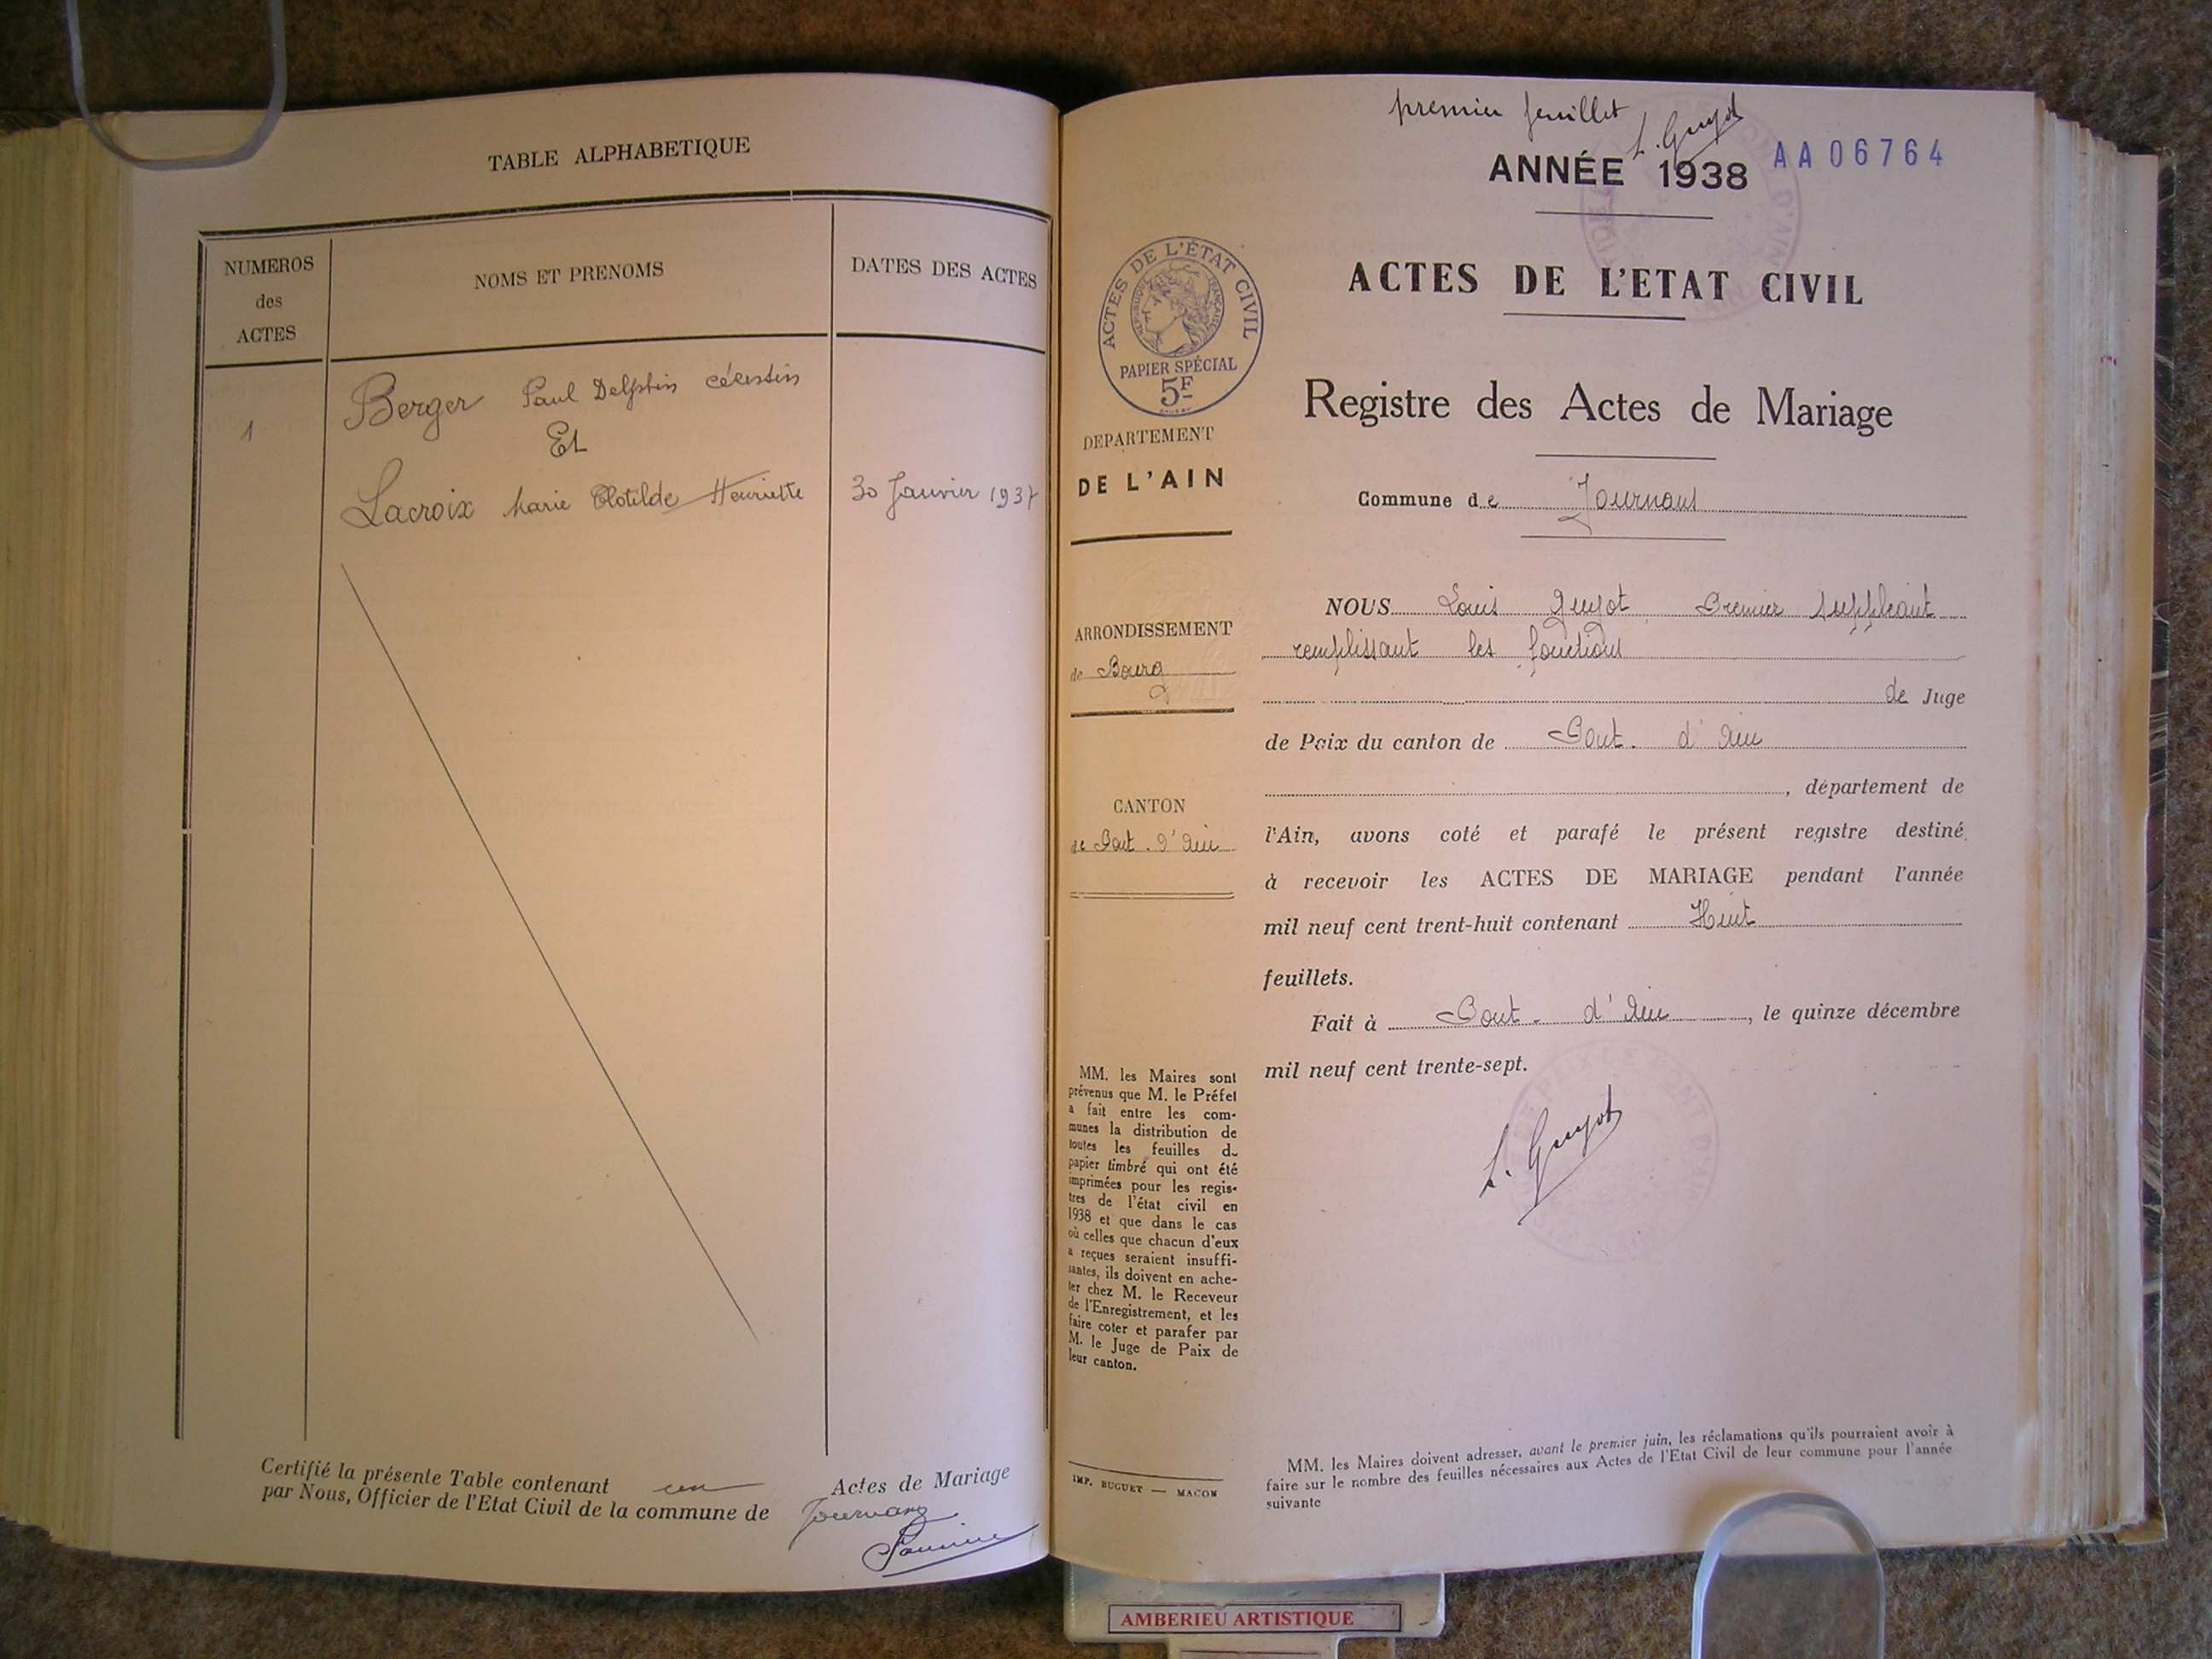 TABLE ALPHABETIQUE
NUMEROS
des
ACTES
NOMS ET PRENOMS
DATES DES ACTES
1
Berger Paul Delphin Célestin
Et
Lacroix Marie Clotilde Henriette
30 Janvier 1937
Certifié la présente Table contenant un Actes de Mariage
par Nous, Officier de l'Etat Civil de la commune de Journans
premier feuillet
L. Guyot
ANNÉE 1938
AA06764
ACTES DE L'ÉTAT CIVIL
RÉPUBLIQUE FRANÇAISE
PAPIER SPÉCIAL
5F
DEPARTEMENT
DE L'AIN
ARRONDISSEMENT
de Bourg
CANTON
de Pont-d'Ain
MM. les Maires sont
prévenus que M. le Préfet
a fait entre les com-
munes la distribution de
toutes les feuilles du
papier timbré qui ont été
imprimées pour les regis-
tres de l'état civil en
1938 et que dans le cas
où celles que chacun d'eux
a reçues seraient insuffi-
santes, ils doivent en ache-
ter chez M. le Receveur
de l'Enregistrement, et les
faire coter et parafer par
M. le Juge de Paix de
leur canton.
IMP. BUGUET — MACON
ACTES DE L'ETAT CIVIL
Registre des Actes de Mariage
Commune de Journans
NOUS Louis Guyot Premier suppléant
remplissant les fonctions
de Juge
de Paix du canton de Pont-d'Ain
, département de
l'Ain, avons coté et parafé le présent registre destiné
à recevoir les ACTES DE MARIAGE pendant l'année
mil neuf cent trent-huit contenant Huit
feuillets.
Fait à Pont-d'Ain, le quinze décembre
mil neuf cent trente-sept.
L. Guyot
MM. les Maires doivent adresser, avant le premier juin, les réclamations qu'ils pourraient avoir à
faire sur le nombre des feuilles nécessaires aux Actes de l'Etat Civil de leur commune pour l'année
suivante
AMBERIEU ARTISTIQUE